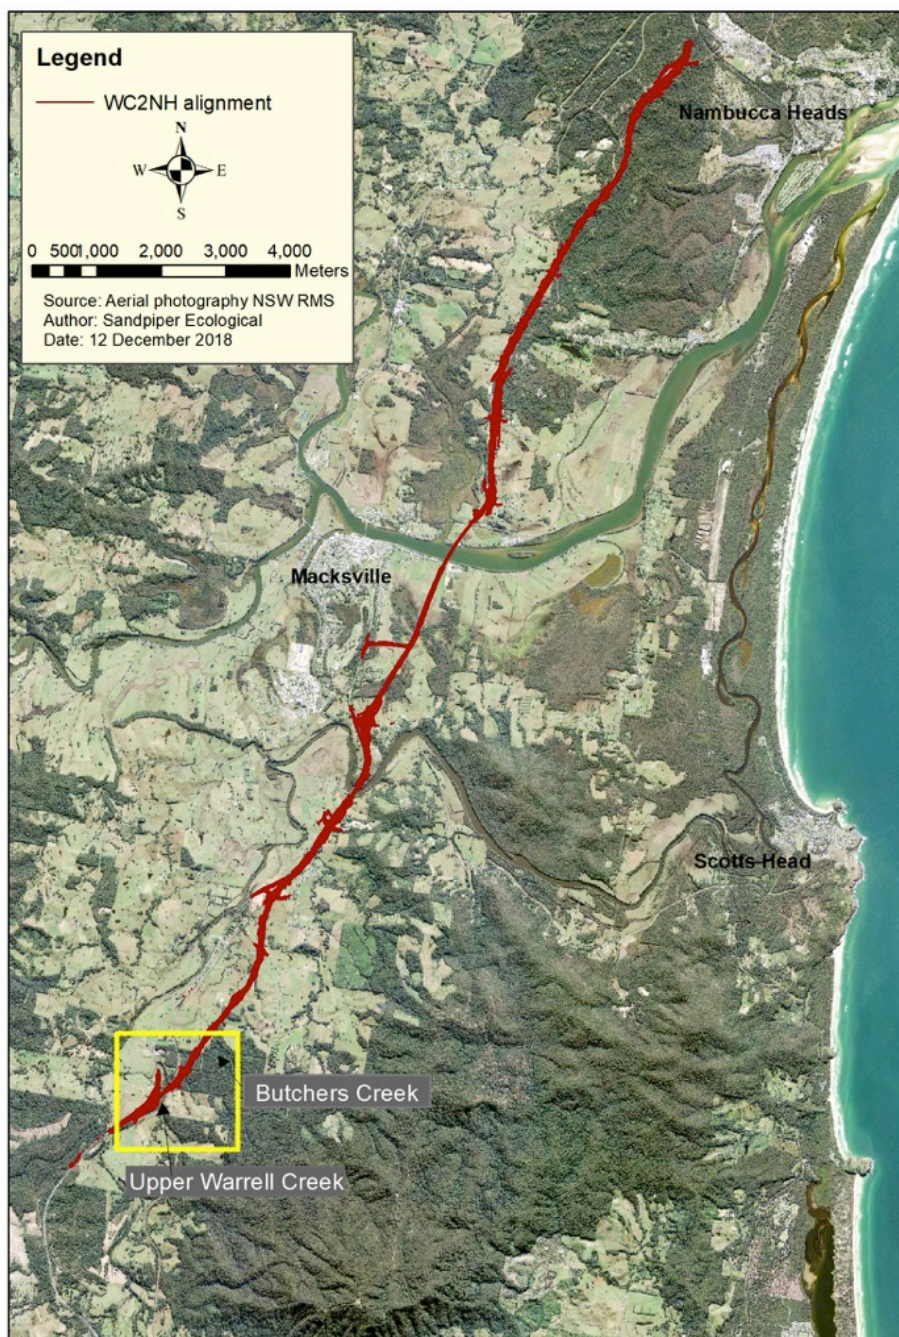 Legend
WC2NH alignment
N
W
E
S
0 500 1,000 2,000 3,000 4,000
Meters
Source: Aerial photography NSW RMS
Author: Sandpiper Ecological
Date: 12 December 2018
Nambucca Heads
Macksville
Scotts Head
Butchers Creek
Upper Warrell Creek